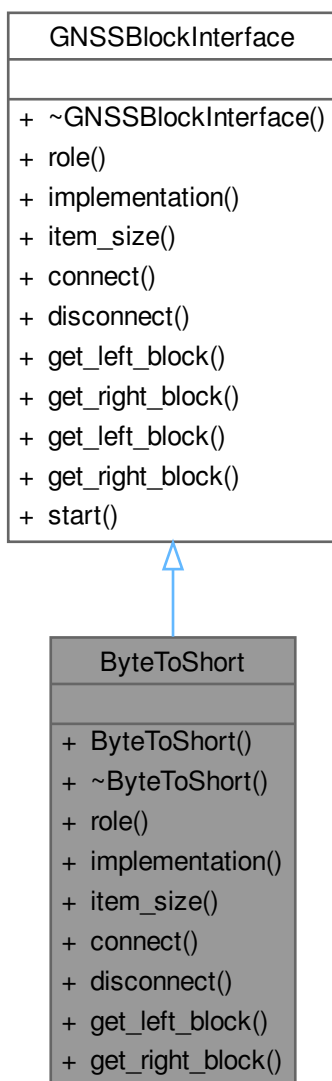 GNSSBlockInterface
+ ~GNSSBlockInterface()
+ role()
+ implementation()
+ item_size()
+ connect()
+ disconnect()
+ get_left_block()
+ get_right_block()
+ get_left_block()
+ get_right_block()
+ start()
ByteToShort
+ ByteToShort()
+ ~ByteToShort()
+ role()
+ implementation()
+ item_size()
+ connect()
+ disconnect()
+ get_left_block()
+ get_right_block()